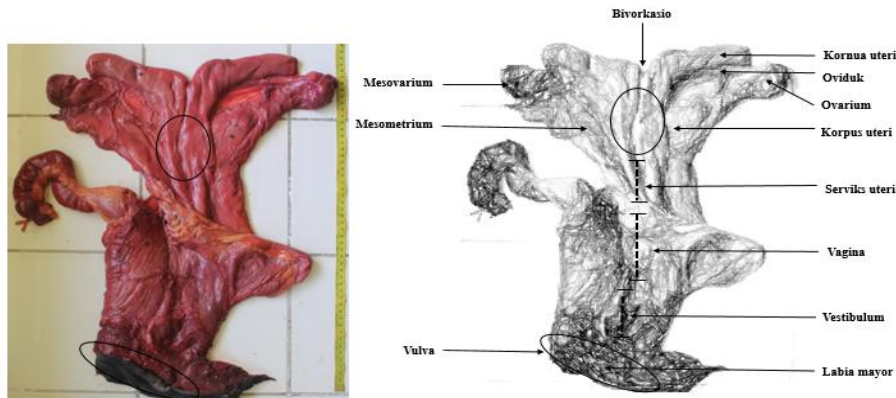 Bivorkasio
Kornua uteri
Mesovarium
Oviduk
Ovarium
Mesometrium
Korpus uteri
Serviks uteri
Vagina
Vestibulum
Vulva
Labia mayor